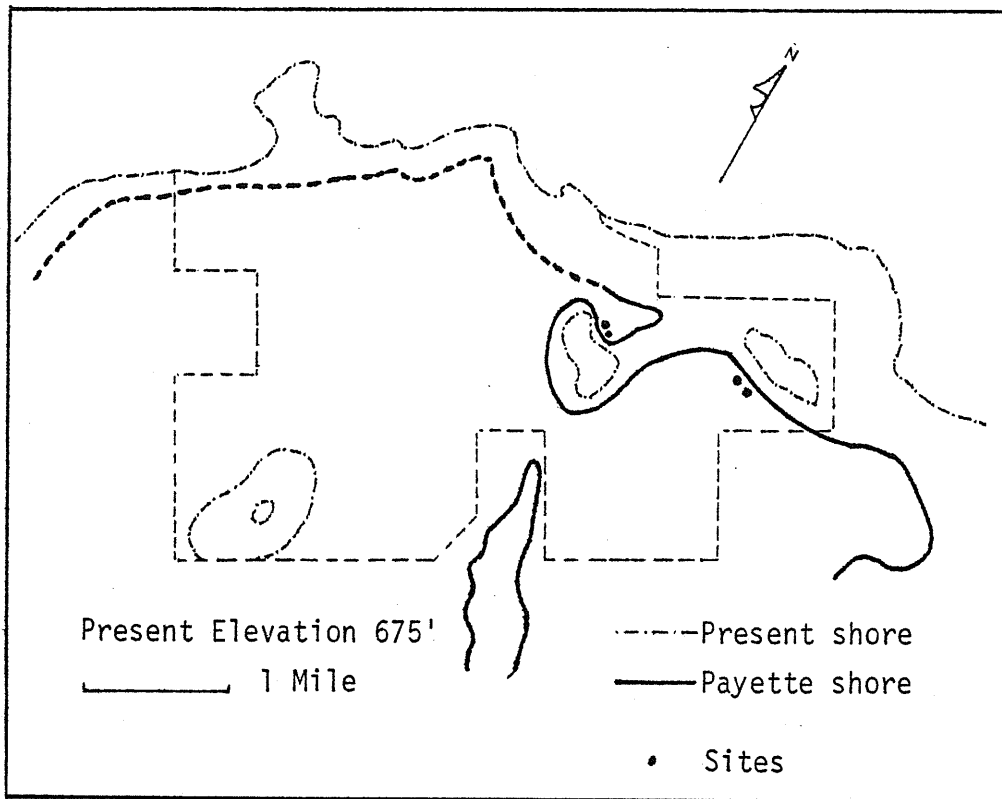 N
Present Elevation 675'
1 Mile
Present shore
Payette shore
Sites